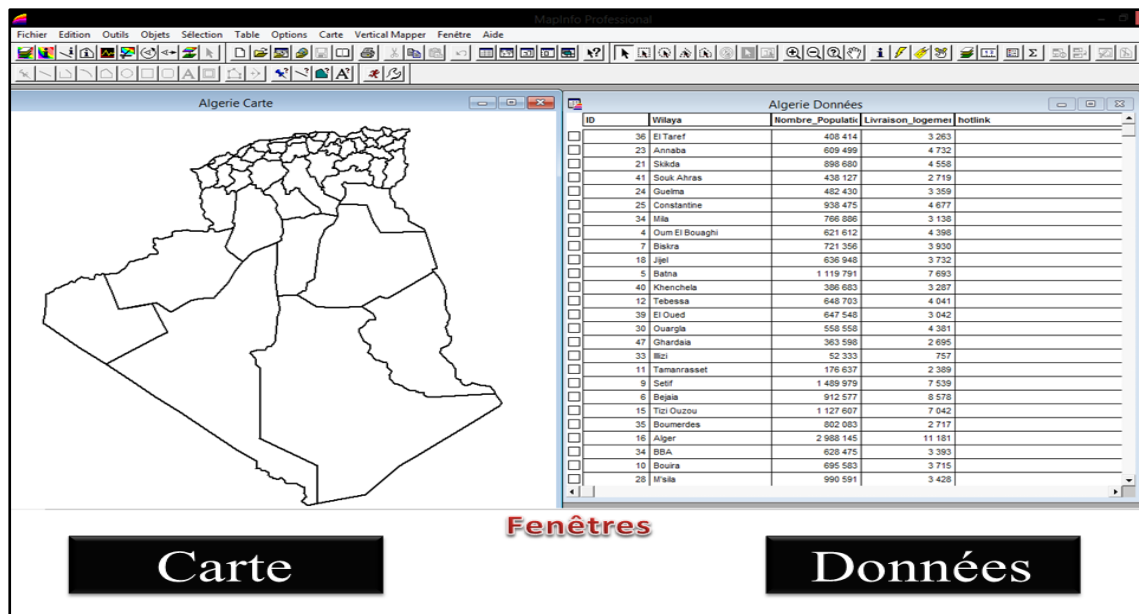 MapInfo Professional
Fichier Edition Outils Objets Sélection Table Options Carte Vertical Mapper Fenêtre Aide
Algerie Carte
Algerie Données
ID Wilaya Nombre_Populatic Livraison_logemer hotlink
36 El Taref 408 414 3 263
23 Annaba 609 499 4 732
21 Skikda 898 680 4 558
41 Souk Ahras 438 127 2 719
24 Guelma 482 430 3 359
25 Constantine 938 475 4 677
34 Mila 766 886 3 138
4 Oum El Bouaghi 621 612 4 398
7 Biskra 721 356 3 930
18 Jijel 636 948 3 732
5 Batna 1 119 791 7 693
40 Khenchela 386 683 3 287
12 Tebessa 648 703 4 041
39 El Oued 647 548 3 042
30 Ouargla 558 558 4 381
47 Ghardaia 363 598 2 695
33 Illizi 52 333 757
11 Tamanrasset 176 637 2 389
9 Setif 1 489 979 7 539
6 Bejaia 912 577 8 578
15 Tizi Ouzou 1 127 607 7 042
35 Boumerdes 802 083 2 717
16 Alger 2 988 145 11 181
34 BBA 628 475 3 393
10 Bouira 695 583 3 715
28 M'sila 990 591 3 428
Fenêtres
Carte
Données